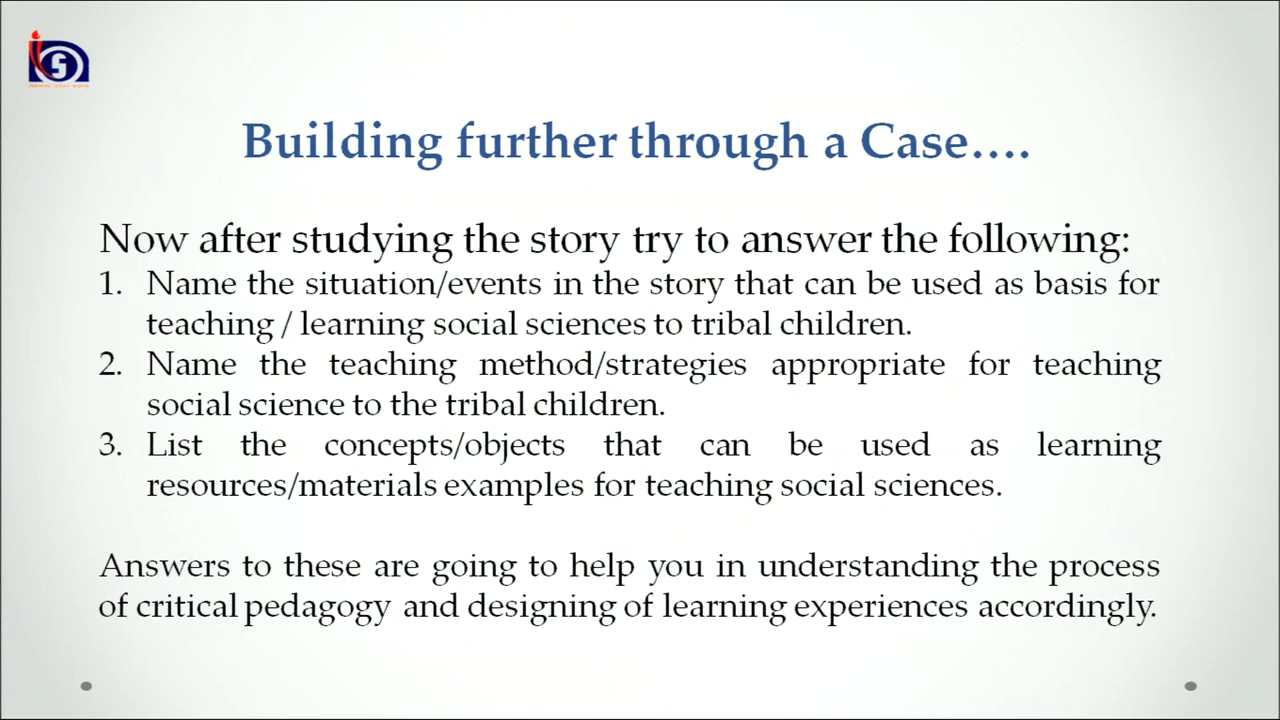 Building further through a Case....
Now after studying the story try to answer the following:
1. Name the situation/events in the story that can be used as basis for
teaching / learning social sciences to tribal children.
2. Name the teaching method/strategies appropriate for teaching
social science to the tribal children.
3. List the concepts/objects that can be used as learning
resources/materials examples for teaching social sciences.
Answers to these are going to help you in understanding the process
of critical pedagogy and designing of learning experiences accordingly.